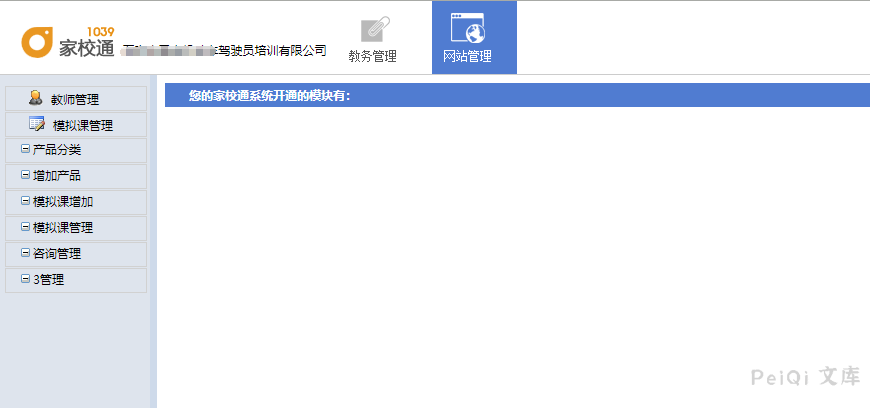 1039
家校通
驾驶员培训有限公司
教务管理
网站管理
教师管理
模拟课管理
产品分类
增加产品
模拟课增加
模拟课管理
咨询管理
3管理
您的家校通系统开通的模块有：
PeiQi 文库